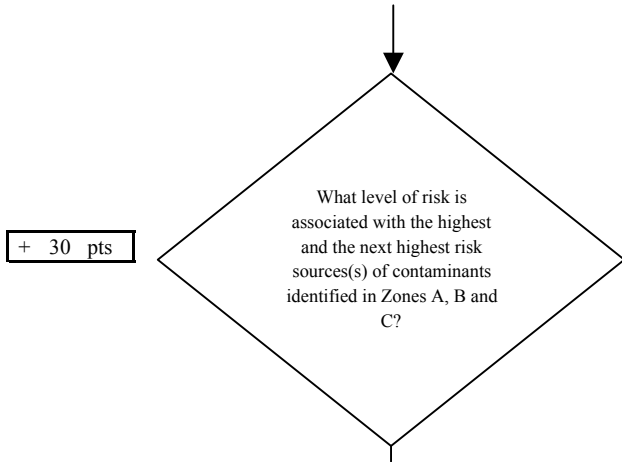 What level of risk is
associated with the highest
+ 30 pts
and the next highest risk
sources(s) of contaminants
identified in Zones A, B and
C?